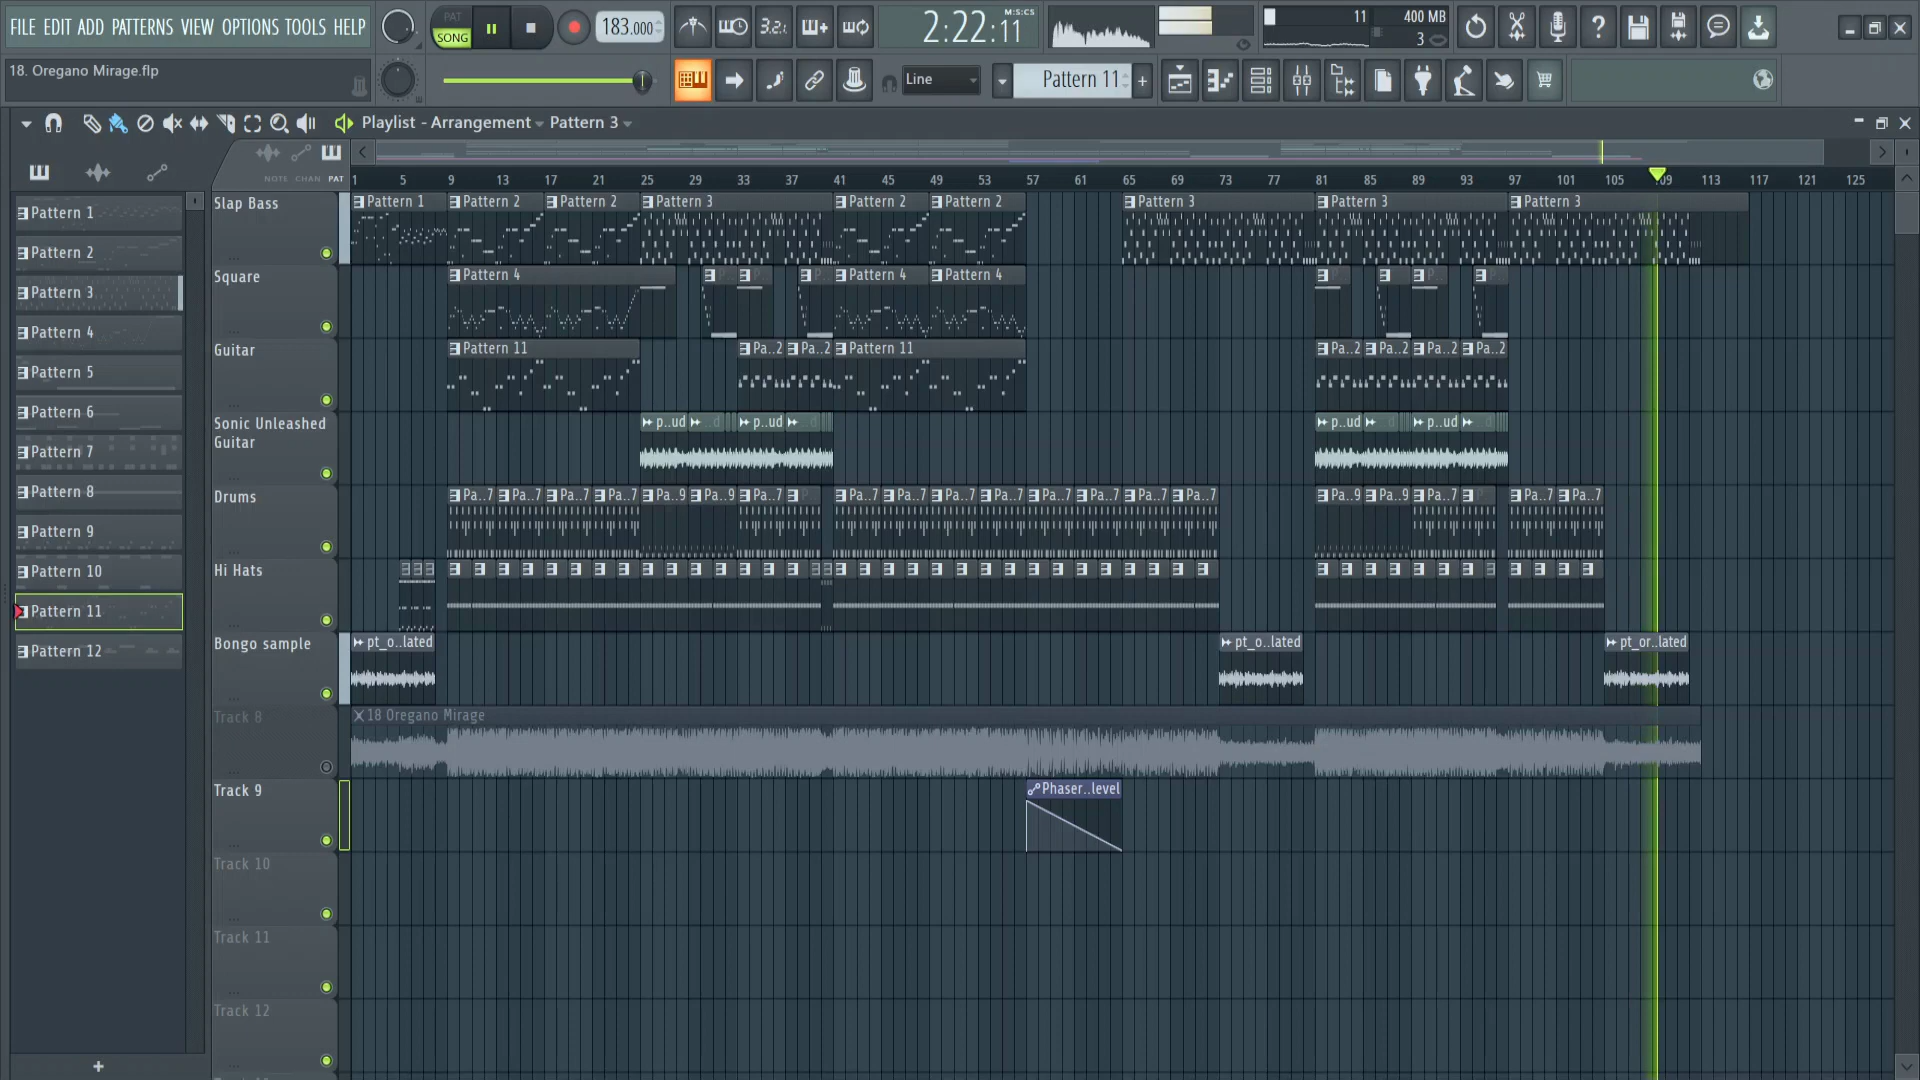 FILE EDIT ADD PATTERNS VIEW OPTIONS TOOLS HELP
PAT
SONG
183.000
3.2.
2:22:11
M:S:CS
11
400 MB
3
18. Oregano Mirage.flp
Line
Pattern 11
Playlist - Arrangement
Pattern 3
NOTE CHAN PAT
1 5 9 13 17 21 25 29 33 37 41 45 49 53 57 61 65 69 73 77 81 85 89 93 97 101 105 109 113 117 121 125
Pattern 1
Pattern 2
Pattern 3
Pattern 4
Pattern 5
Pattern 6
Pattern 7
Pattern 8
Pattern 9
Pattern 10
Pattern 11
Pattern 12
Slap Bass
Pattern 1 Pattern 2 Pattern 2 Pattern 3 Pattern 2 Pattern 2 Pattern 3 Pattern 3 Pattern 3
Square
Pattern 4 P P P Pattern 4 Pattern 4 P P P
Guitar
Pattern 11 Pa..2 Pa..2 Pattern 11 Pa..2 Pa..2 Pa..2 Pa..2
Sonic Unleashed
Guitar
p..ud d p..ud d p..ud d p..ud d
Drums
Pa..7 Pa..7 Pa..7 Pa..7 Pa..9 Pa..9 Pa..7 P Pa..7 Pa..7 Pa..7 Pa..7 Pa..7 Pa..7 Pa..7 Pa..7 Pa..9 Pa..9 Pa..7 P Pa..7 Pa..7
Hi Hats
Bongo sample
pt_o..lated pt_o..lated pt_or..lated
Track 8
18 Oregano Mirage
Track 9
Phaser..level
Track 10
Track 11
Track 12